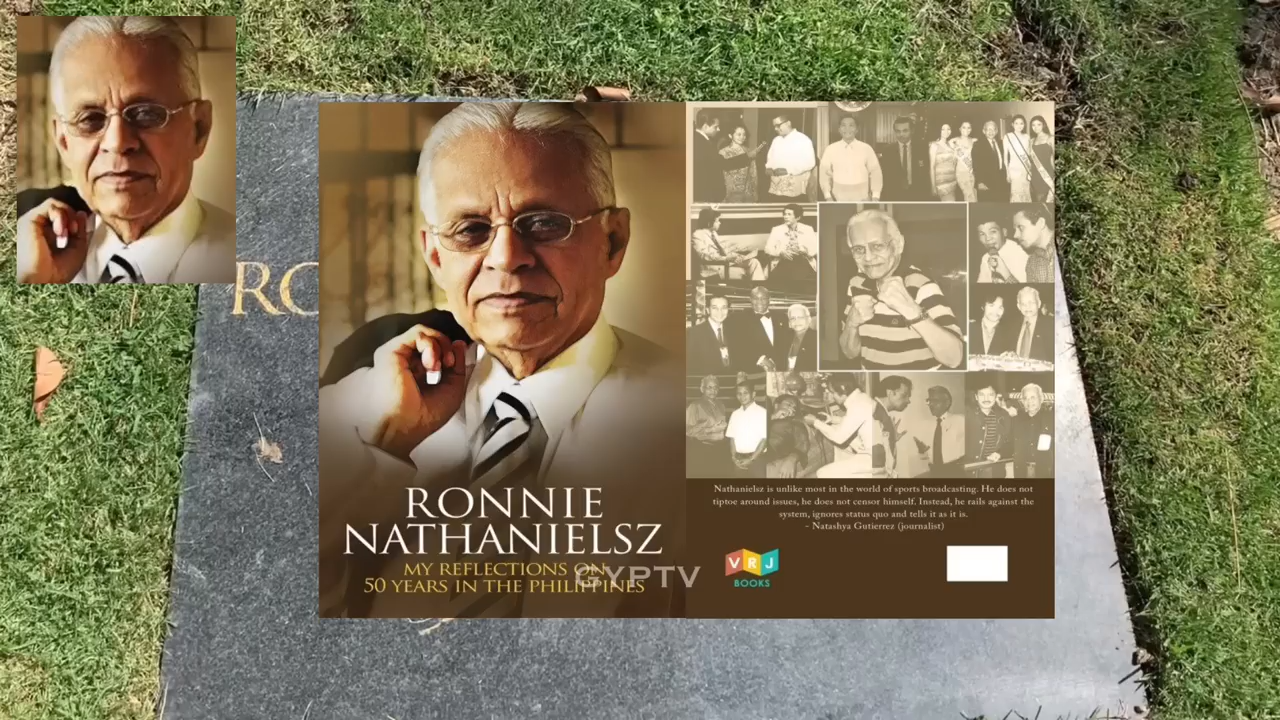 RO
RONNIE
NATHANIELSZ
MY REFLECTIONS ON
50 YEARS IN THE PHILIPPINES
Nathanielsz is unlike most in the world of sports broadcasting. He does not
tiptoe around issues, he does not censor himself. Instead, he rails against the
system, ignores status quo and tells it as it is.
- Natashya Gutierrez (journalist)
VRJ
BOOKS